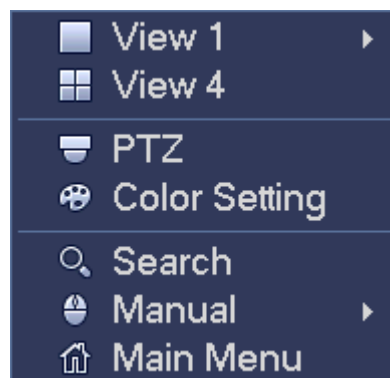 View 1
View 4
PTZ
Color Setting
Search
Manual
Main Menu